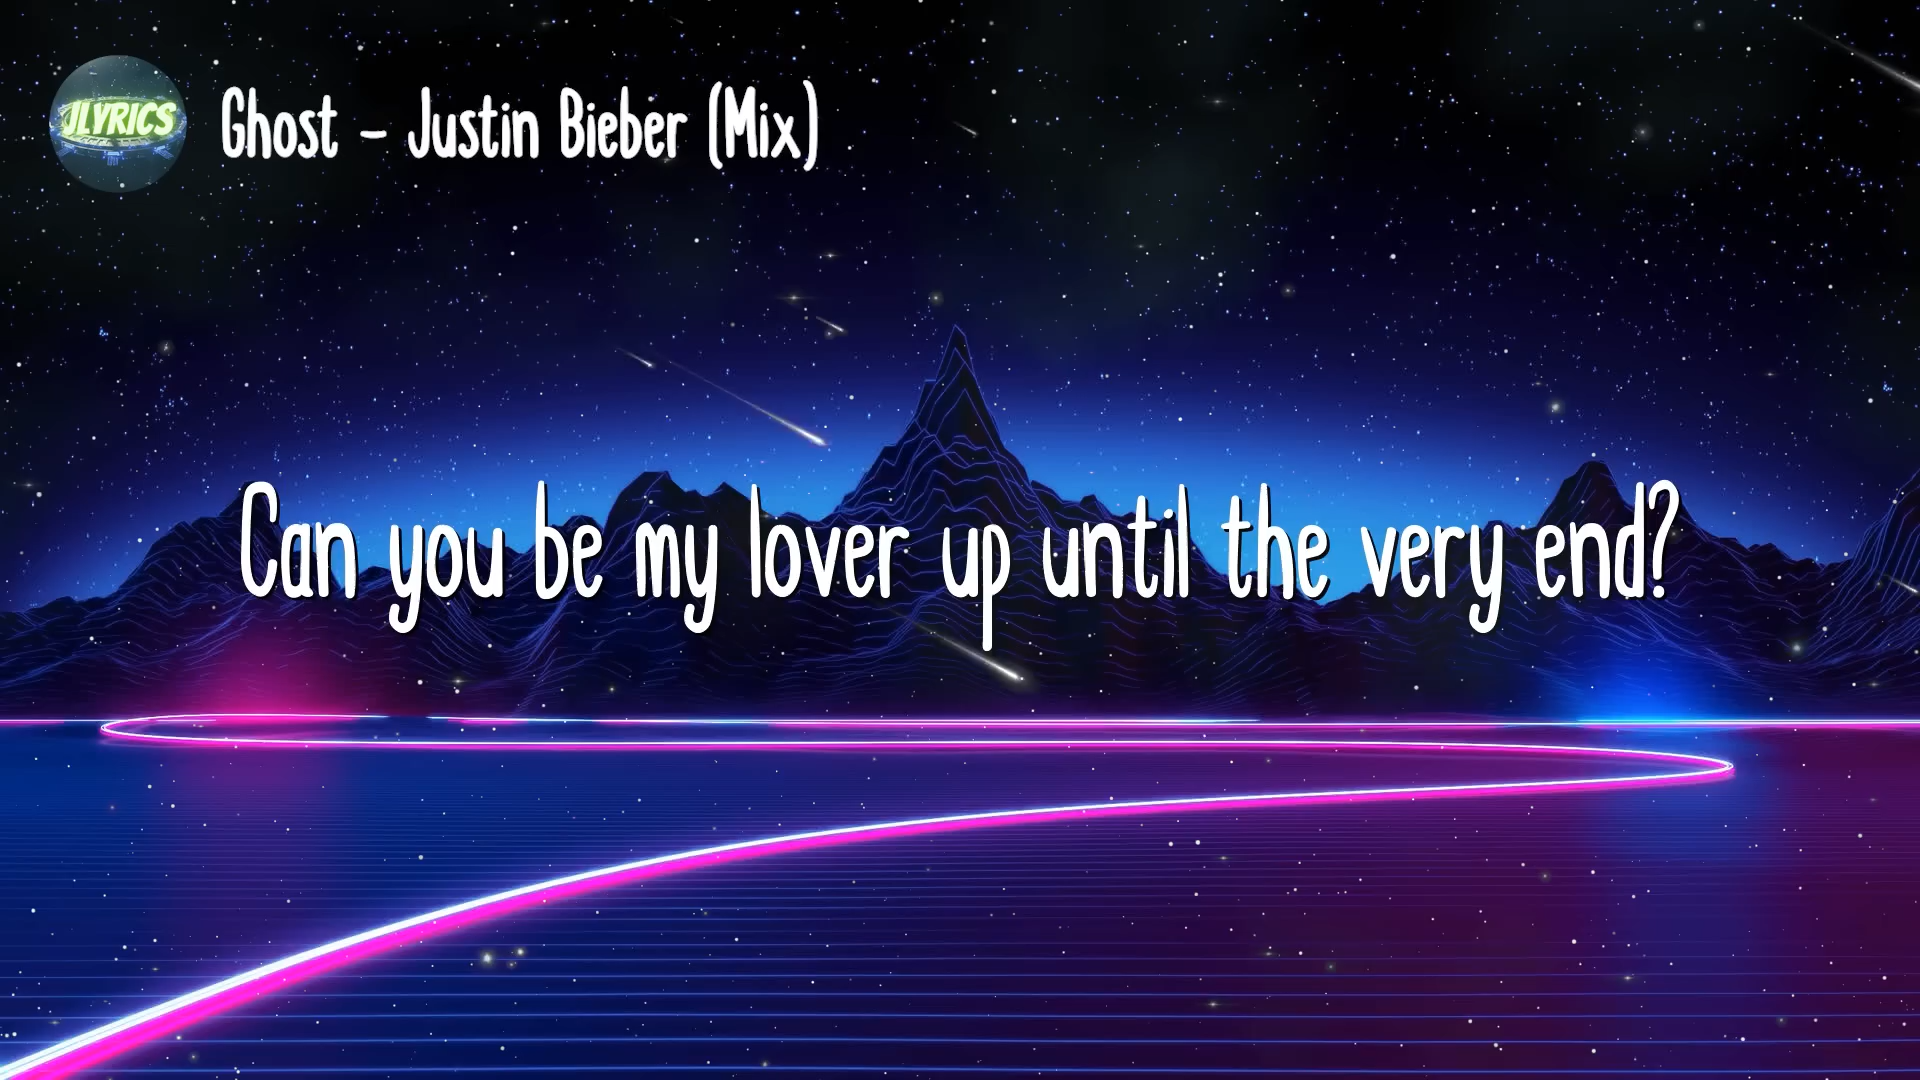 JLYRICS
Ghost - Justin Bieber (Mix)
Can you be my lover up until the very end?